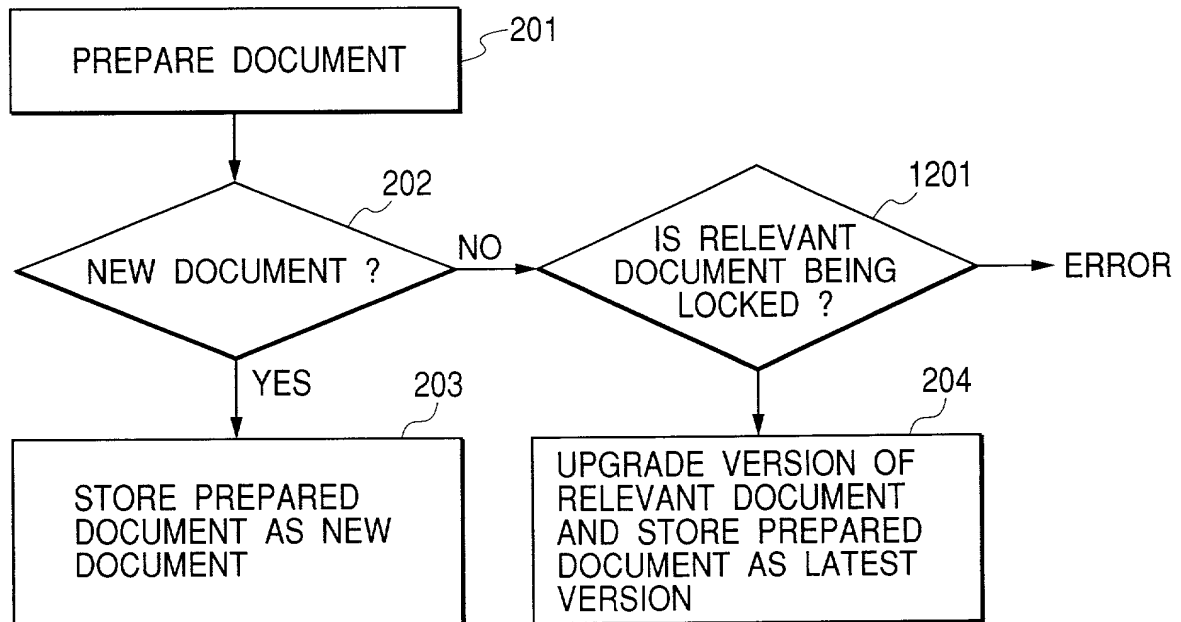 201
PREPARE DOCUMENT
202
NEW DOCUMENT ?
NO
1201
IS RELEVANT
DOCUMENT BEING
LOCKED ?
ERROR
YES
203
STORE PREPARED
DOCUMENT AS NEW
DOCUMENT
204
UPGRADE VERSION OF
RELEVANT DOCUMENT
AND STORE PREPARED
DOCUMENT AS LATEST
VERSION